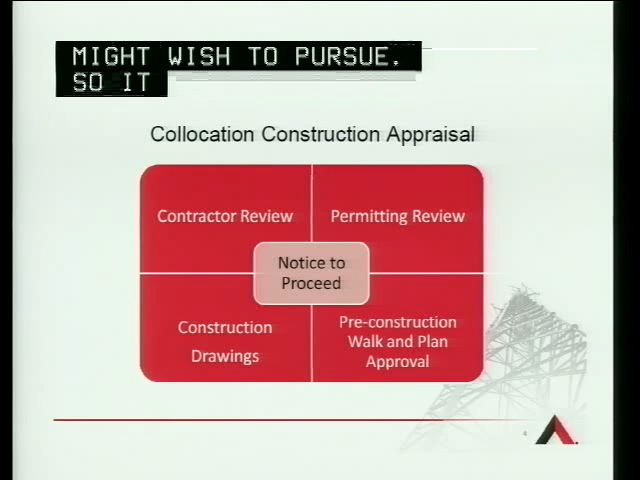 MIGHT WISH TO PURSUE.
SO IT
Collocation Construction Appraisal
Contractor Review
Permitting Review
Notice to
Proceed
Construction
Drawings
Pre-construction
Walk and Plan
Approval